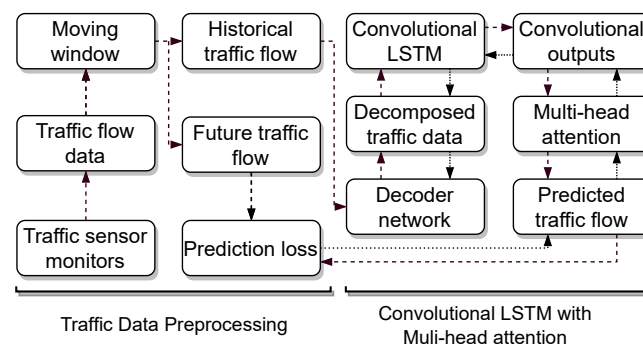 Moving
window
Historical
traffic flow
Convolutional
LSTM
Convolutional
outputs
Traffic flow
data
Future traffic
flow
Decomposed
traffic data
Multi-head
attention
Traffic sensor
monitors
Prediction loss
Decoder
network
Predicted
traffic flow
Traffic Data Preprocessing
Convolutional LSTM with
Muli-head attention